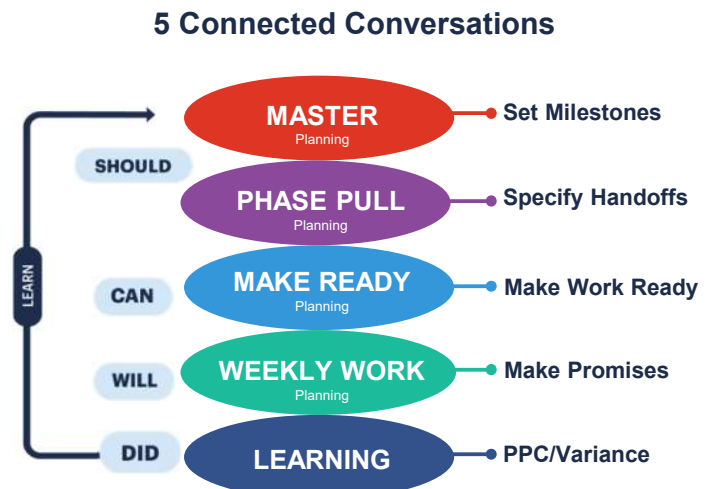 5 Connected Conversations
MASTER
Planning
Set Milestones
SHOULD
PHASE PULL
Planning
Specify Handoffs
LEARN
CAN
MAKE READY
Planning
Make Work Ready
WILL
WEEKLY WORK
Planning
Make Promises
DID
LEARNING
PPC/Variance